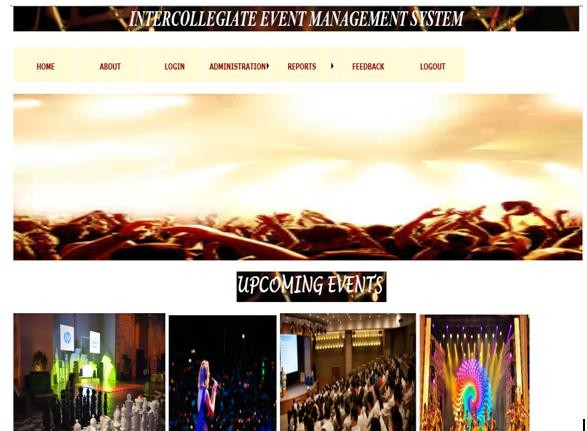 INTERCOLLEGIATE EVENT MANAGEMENT SYSTEM
HOME ABOUT LOGIN ADMINISTRATION REPORTS FEEDBACK LOGOUT
UPCOMING EVENTS